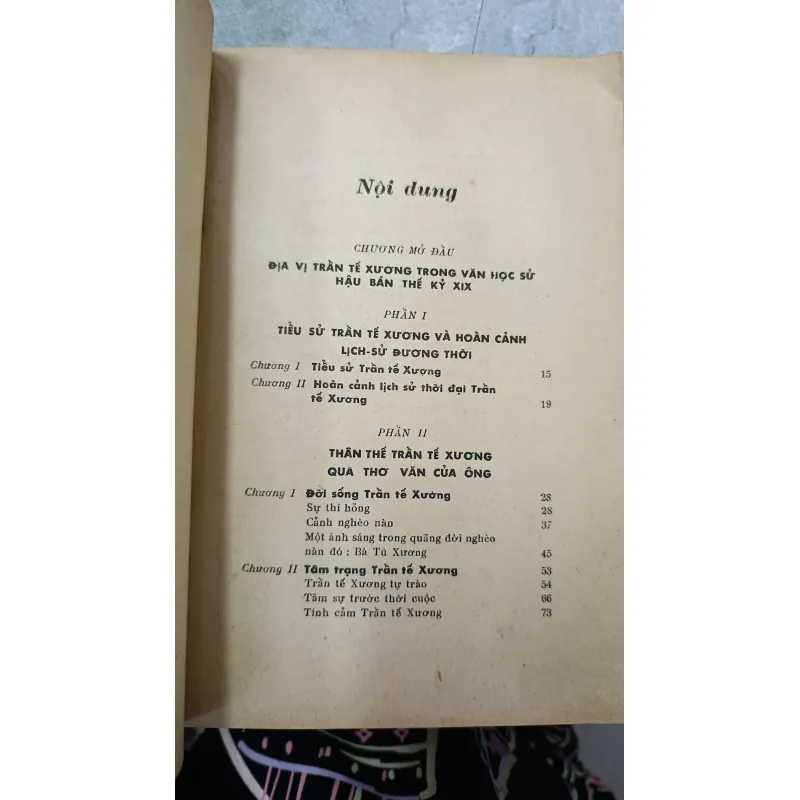 Nội dung
CHƯƠNG MỞ ĐẦU
ĐỊA VỊ TRẦN TẾ XƯƠNG TRONG VĂN HỌC SỬ
HẬU BÁN THẾ KỶ XIX
PHẦN I
TIỀU SỬ TRẦN TẾ XƯƠNG VÀ HOÀN CẢNH
LỊCH-SỬ ĐƯƠNG THỜI
Chương I Tiều sử Trần tế Xượng 15
Chương II Hoàn cảnh lịch sử thời đại Trần
tế Xương 19
PHẦN II
THÂN THẾ TRẦN TẾ XƯƠNG
QUA THƠ VĂN CỦA ÔNG
Chương I Đời sống Trần tế Xường 28
Sự thi hỏng 28
Cảnh nghèo nàn 37
Một ánh sáng trong quãng đời nghèo
nàn đó : Bà Tú Xương 45
Chương II Tâm trạng Trần tế Xương 53
Trần tế Xương tự trào 54
Tâm sự trước thời cuộc 66
Tình cảm Trần tế Xương 73